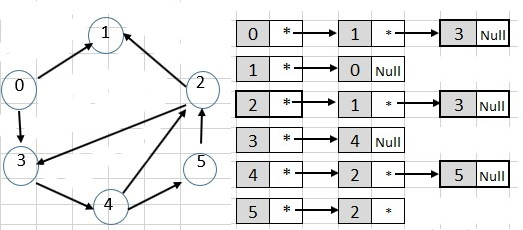 1
0
2
3
5
4
0 * 1 * 3 Null
1 * 0 Null
2 * 1 * 3 Null
3 * 4 Null
4 * 2 * 5 Null
5 * 2 *